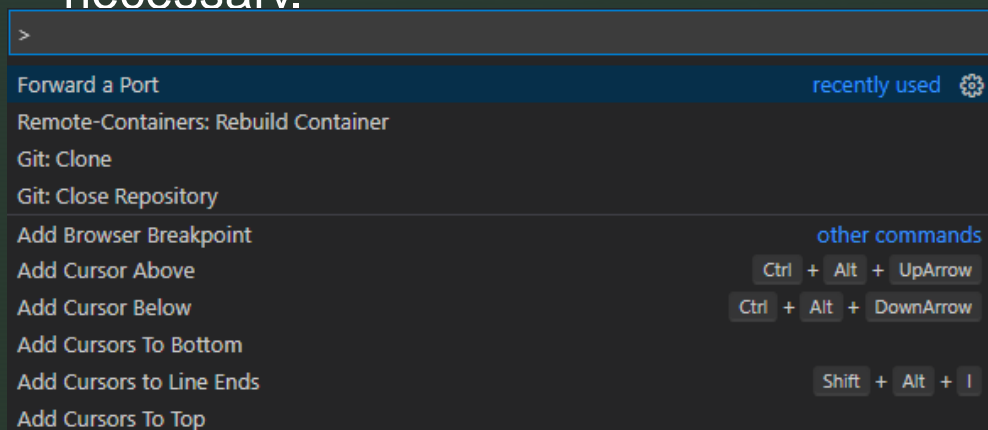 necessary.
>
Forward a Port recently used
Remote-Containers: Rebuild Container
Git: Clone
Git: Close Repository
Add Browser Breakpoint other commands
Add Cursor Above Ctrl + Alt + UpArrow
Add Cursor Below Ctrl + Alt + DownArrow
Add Cursors To Bottom
Add Cursors to Line Ends Shift + Alt + I
Add Cursors To Top